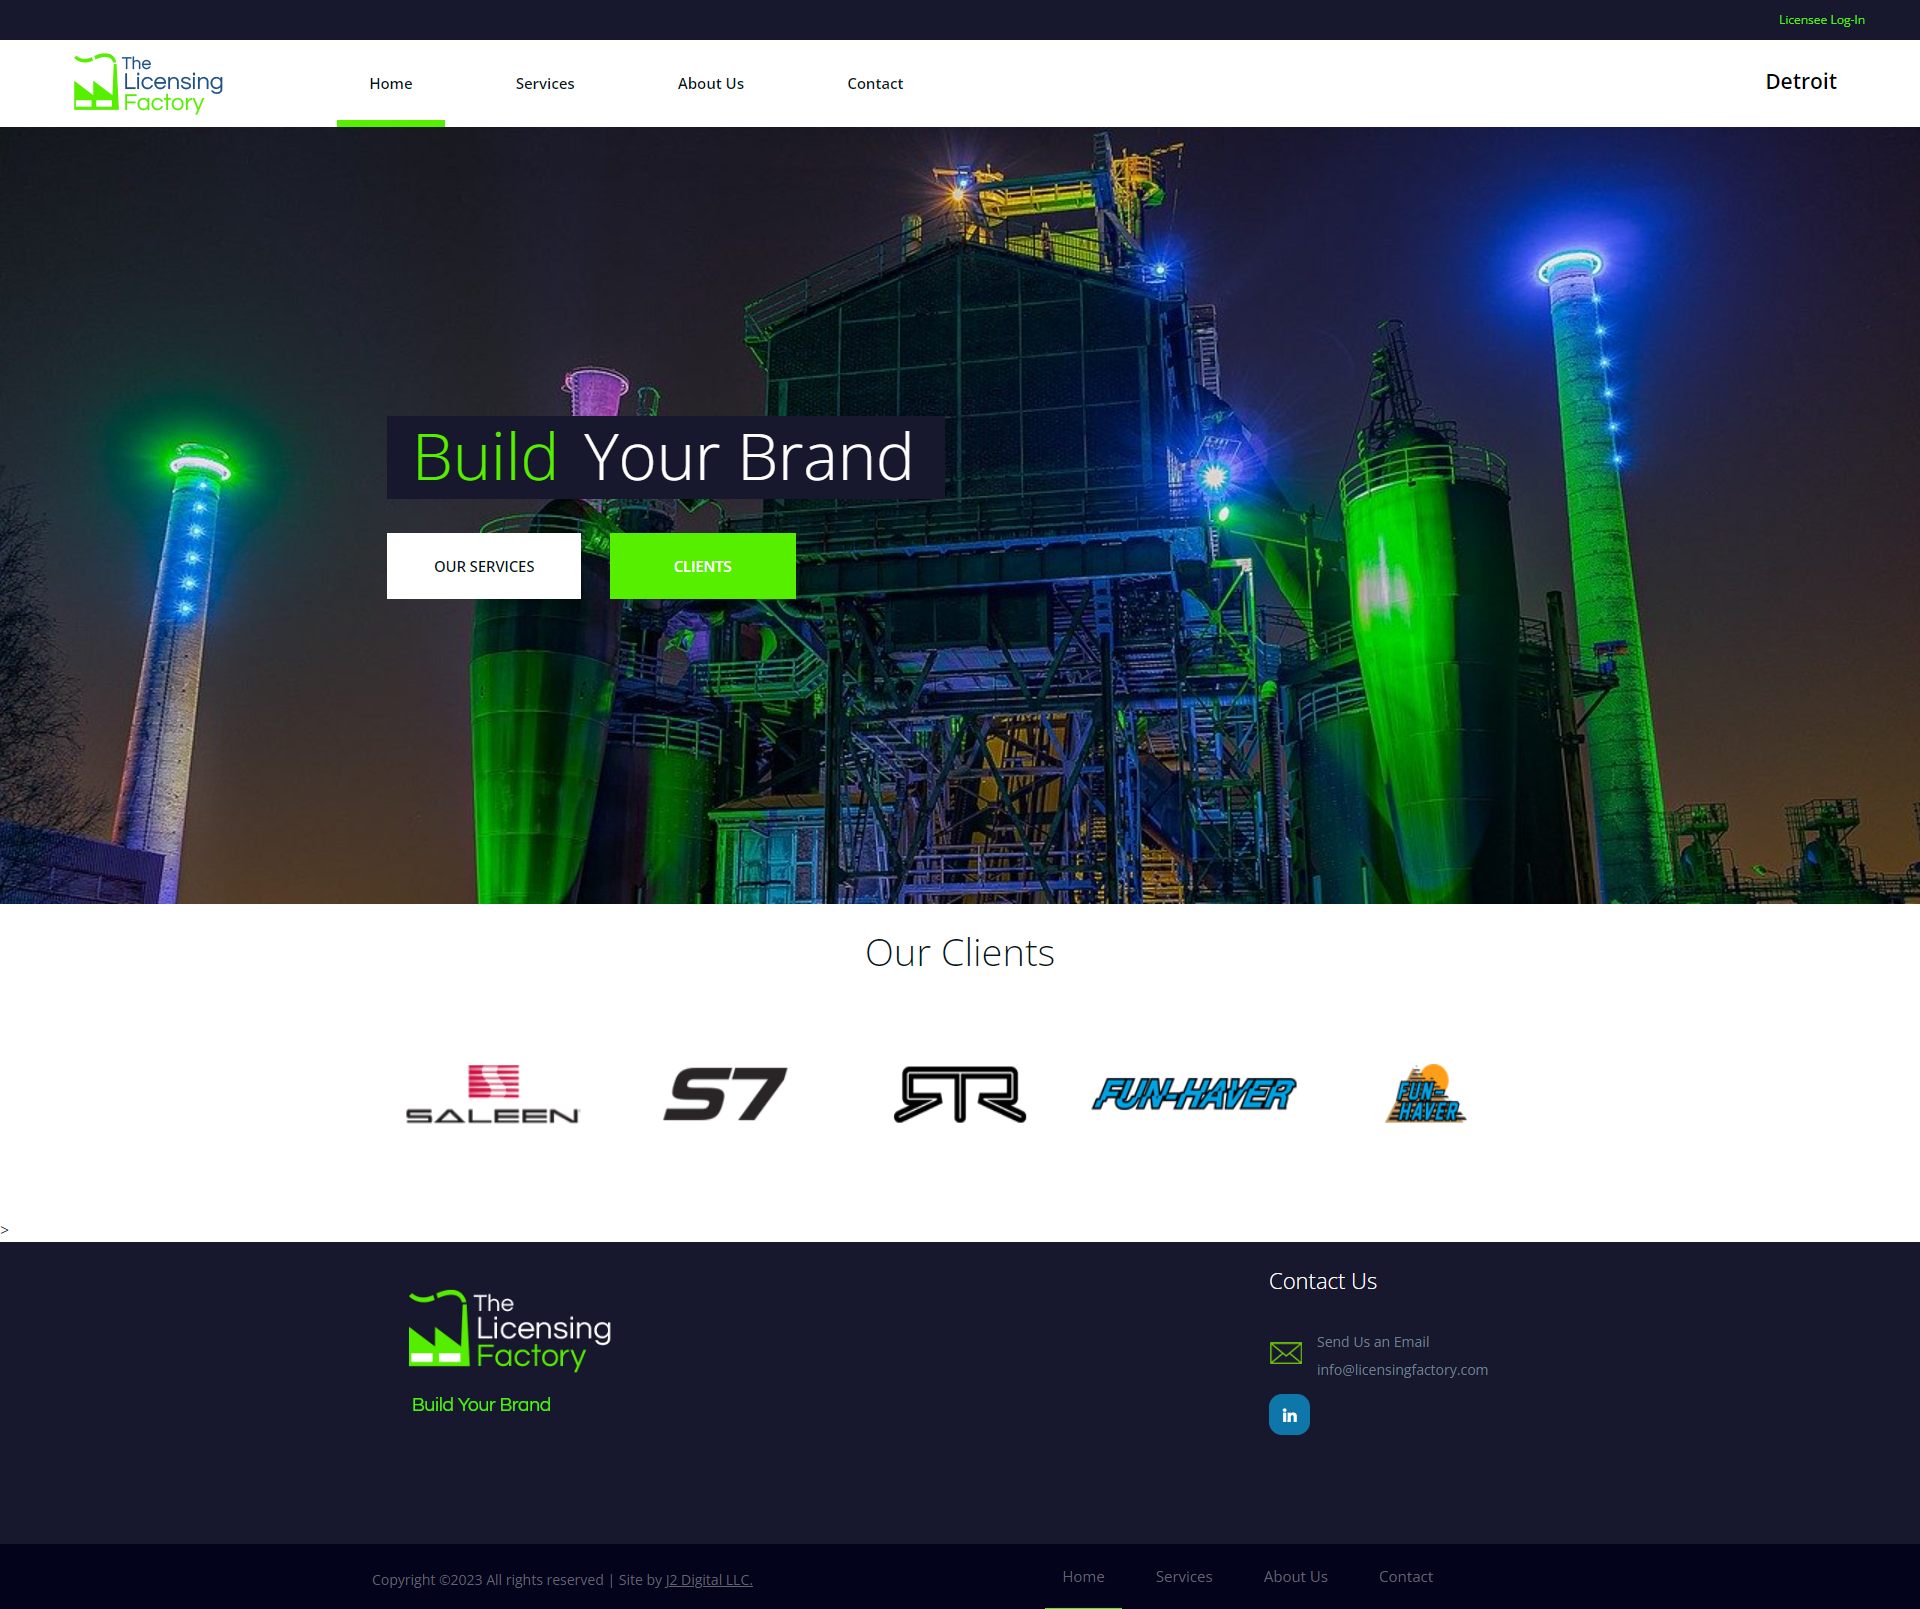 Licensee Log-In
The
Licensing
Factory
Home
Services
About Us
Contact
Detroit
Build Your Brand
OUR SERVICES
CLIENTS
Our Clients
SALEEN
S7
RTR
FUN-HAVER
FUN-
HAVER
>
The
Licensing
Factory
Build Your Brand
Contact Us
Send Us an Email
info@licensingfactory.com
in
Copyright ©2023 All rights reserved | Site by J2 Digital LLC.
Home
Services
About Us
Contact